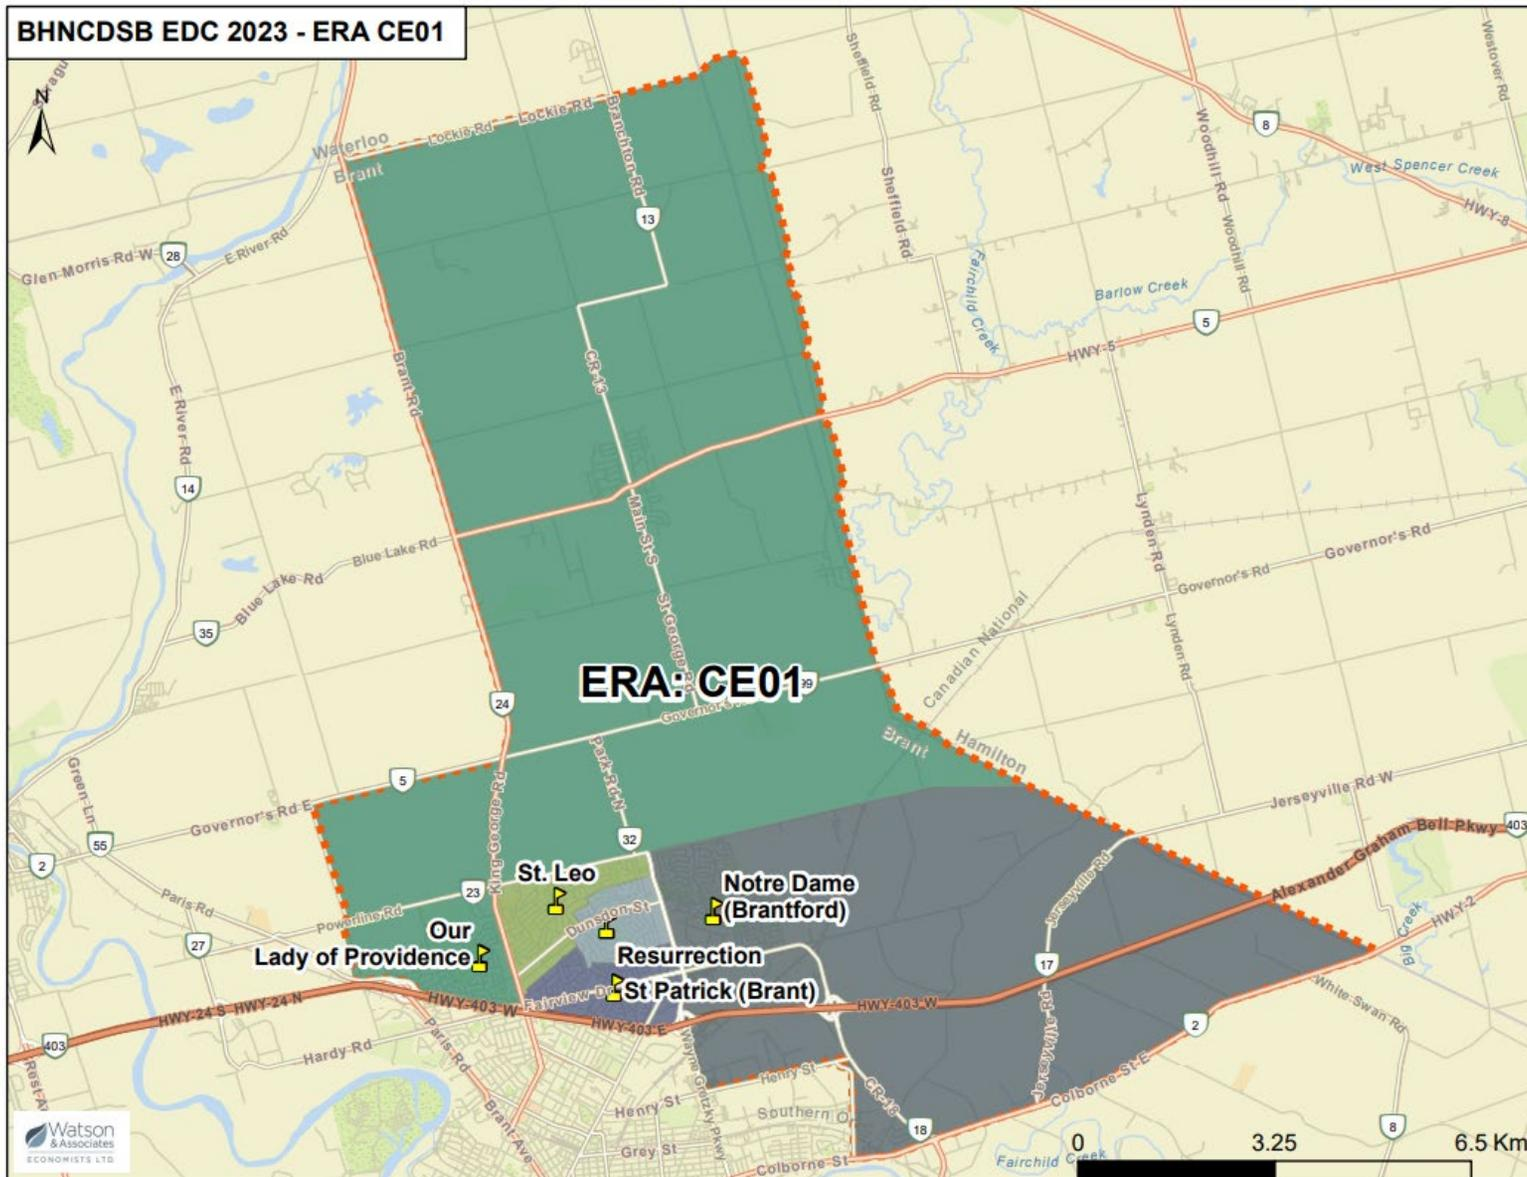 BHNCDSB EDC 2023 - ERA CE01
N
Waterloo
Brant
Lockie Rd
Lockie Rd
Branchton Rd
13
Sheffield Rd
Sheffield Rd
Westover Rd
8
Woodhill Rd
Woodhill Rd
West Spencer Creek
HWY-8
Glen Morris Rd W
28
E River Rd
Fairchild Creek
Barlow Creek
5
HWY-5
Brant Rd
CR-13
E River Rd
14
Main St S
Lynden Rd
Blue Lake Rd
Blue Lake Rd
35
Governor's Rd
Governor's Rd
St George Rd
Canadian National
Lynden Rd
ERA: CE01
99
24
Brant
Hamilton
Park Rd N
5
Governor's Rd E
King George Rd
Green Ln
55
2
32
Jerseyville Rd W
Alexander Graham Bell Pkwy
403
St. Leo
23
Notre Dame
(Brantford)
Jerseyville Rd
Paris Rd
Powerline Rd
Dunsdon St
Our
Lady of Providence
Resurrection
27
17
Big Creek
HWY-2
St Patrick (Brant)
Fairview Dr
HWY-24 S HWY-24 N
HWY-403 W
HWY-403 E
HWY-403 W
White Swan Rd
403
Hardy Rd
Paris Rd
2
Wayne Gretzky Pkwy
Henry St
Jerseyville Rd
Colborne St E
CR-18
Henry St
Brant Ave
Grey St
18
8
Colborne St
Fairchild Creek
Watson
& Associates
ECONOMISTS LTD
0 3.25 6.5 Km